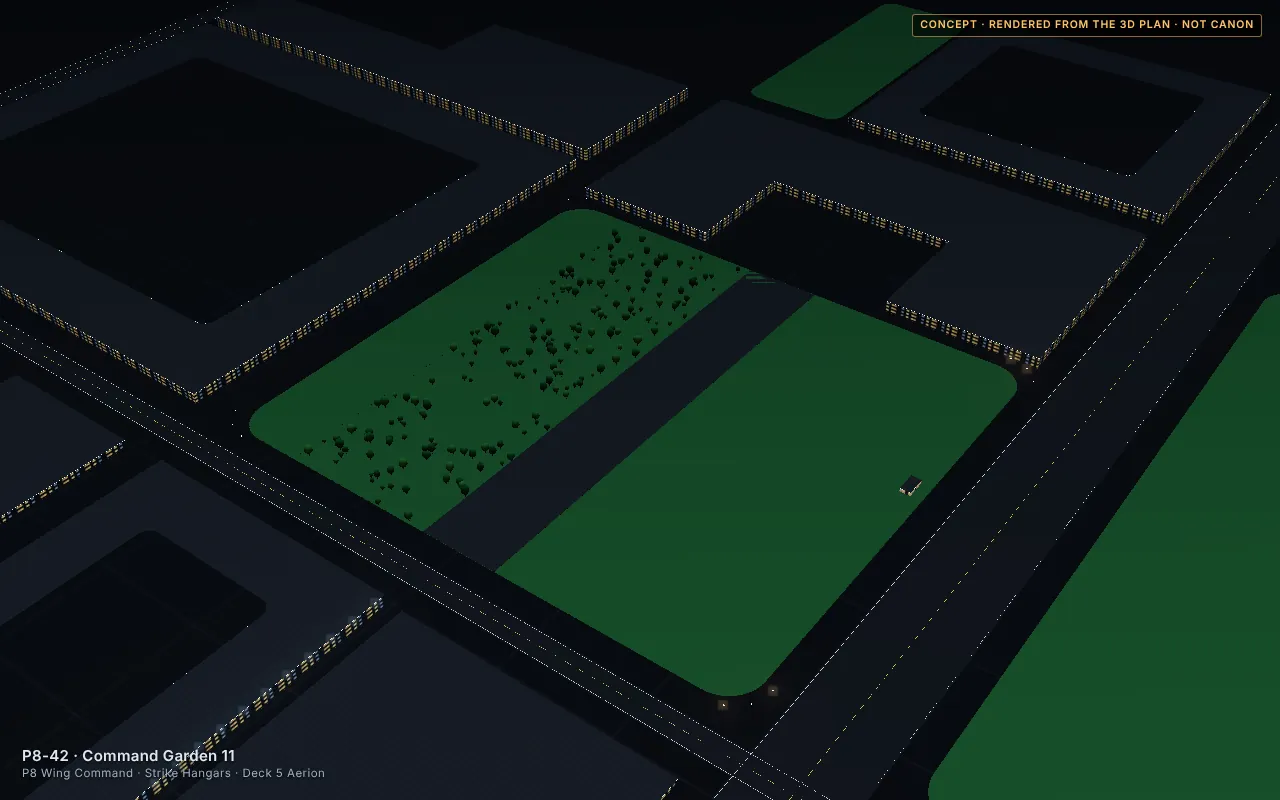 CONCEPT · RENDERED FROM THE 3D PLAN · NOT CANON
P8-42 · Command Garden 11
P8 Wing Command · Strike Hangars · Deck 5 Aerion